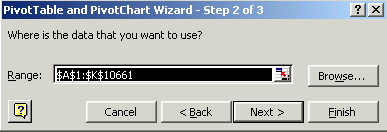 PivotTable and PivotChart Wizard - Step 2 of 3
Where is the data that you want to use?
Range: $A$1:$K$10661 Browse...
? Cancel < Back Next > Finish